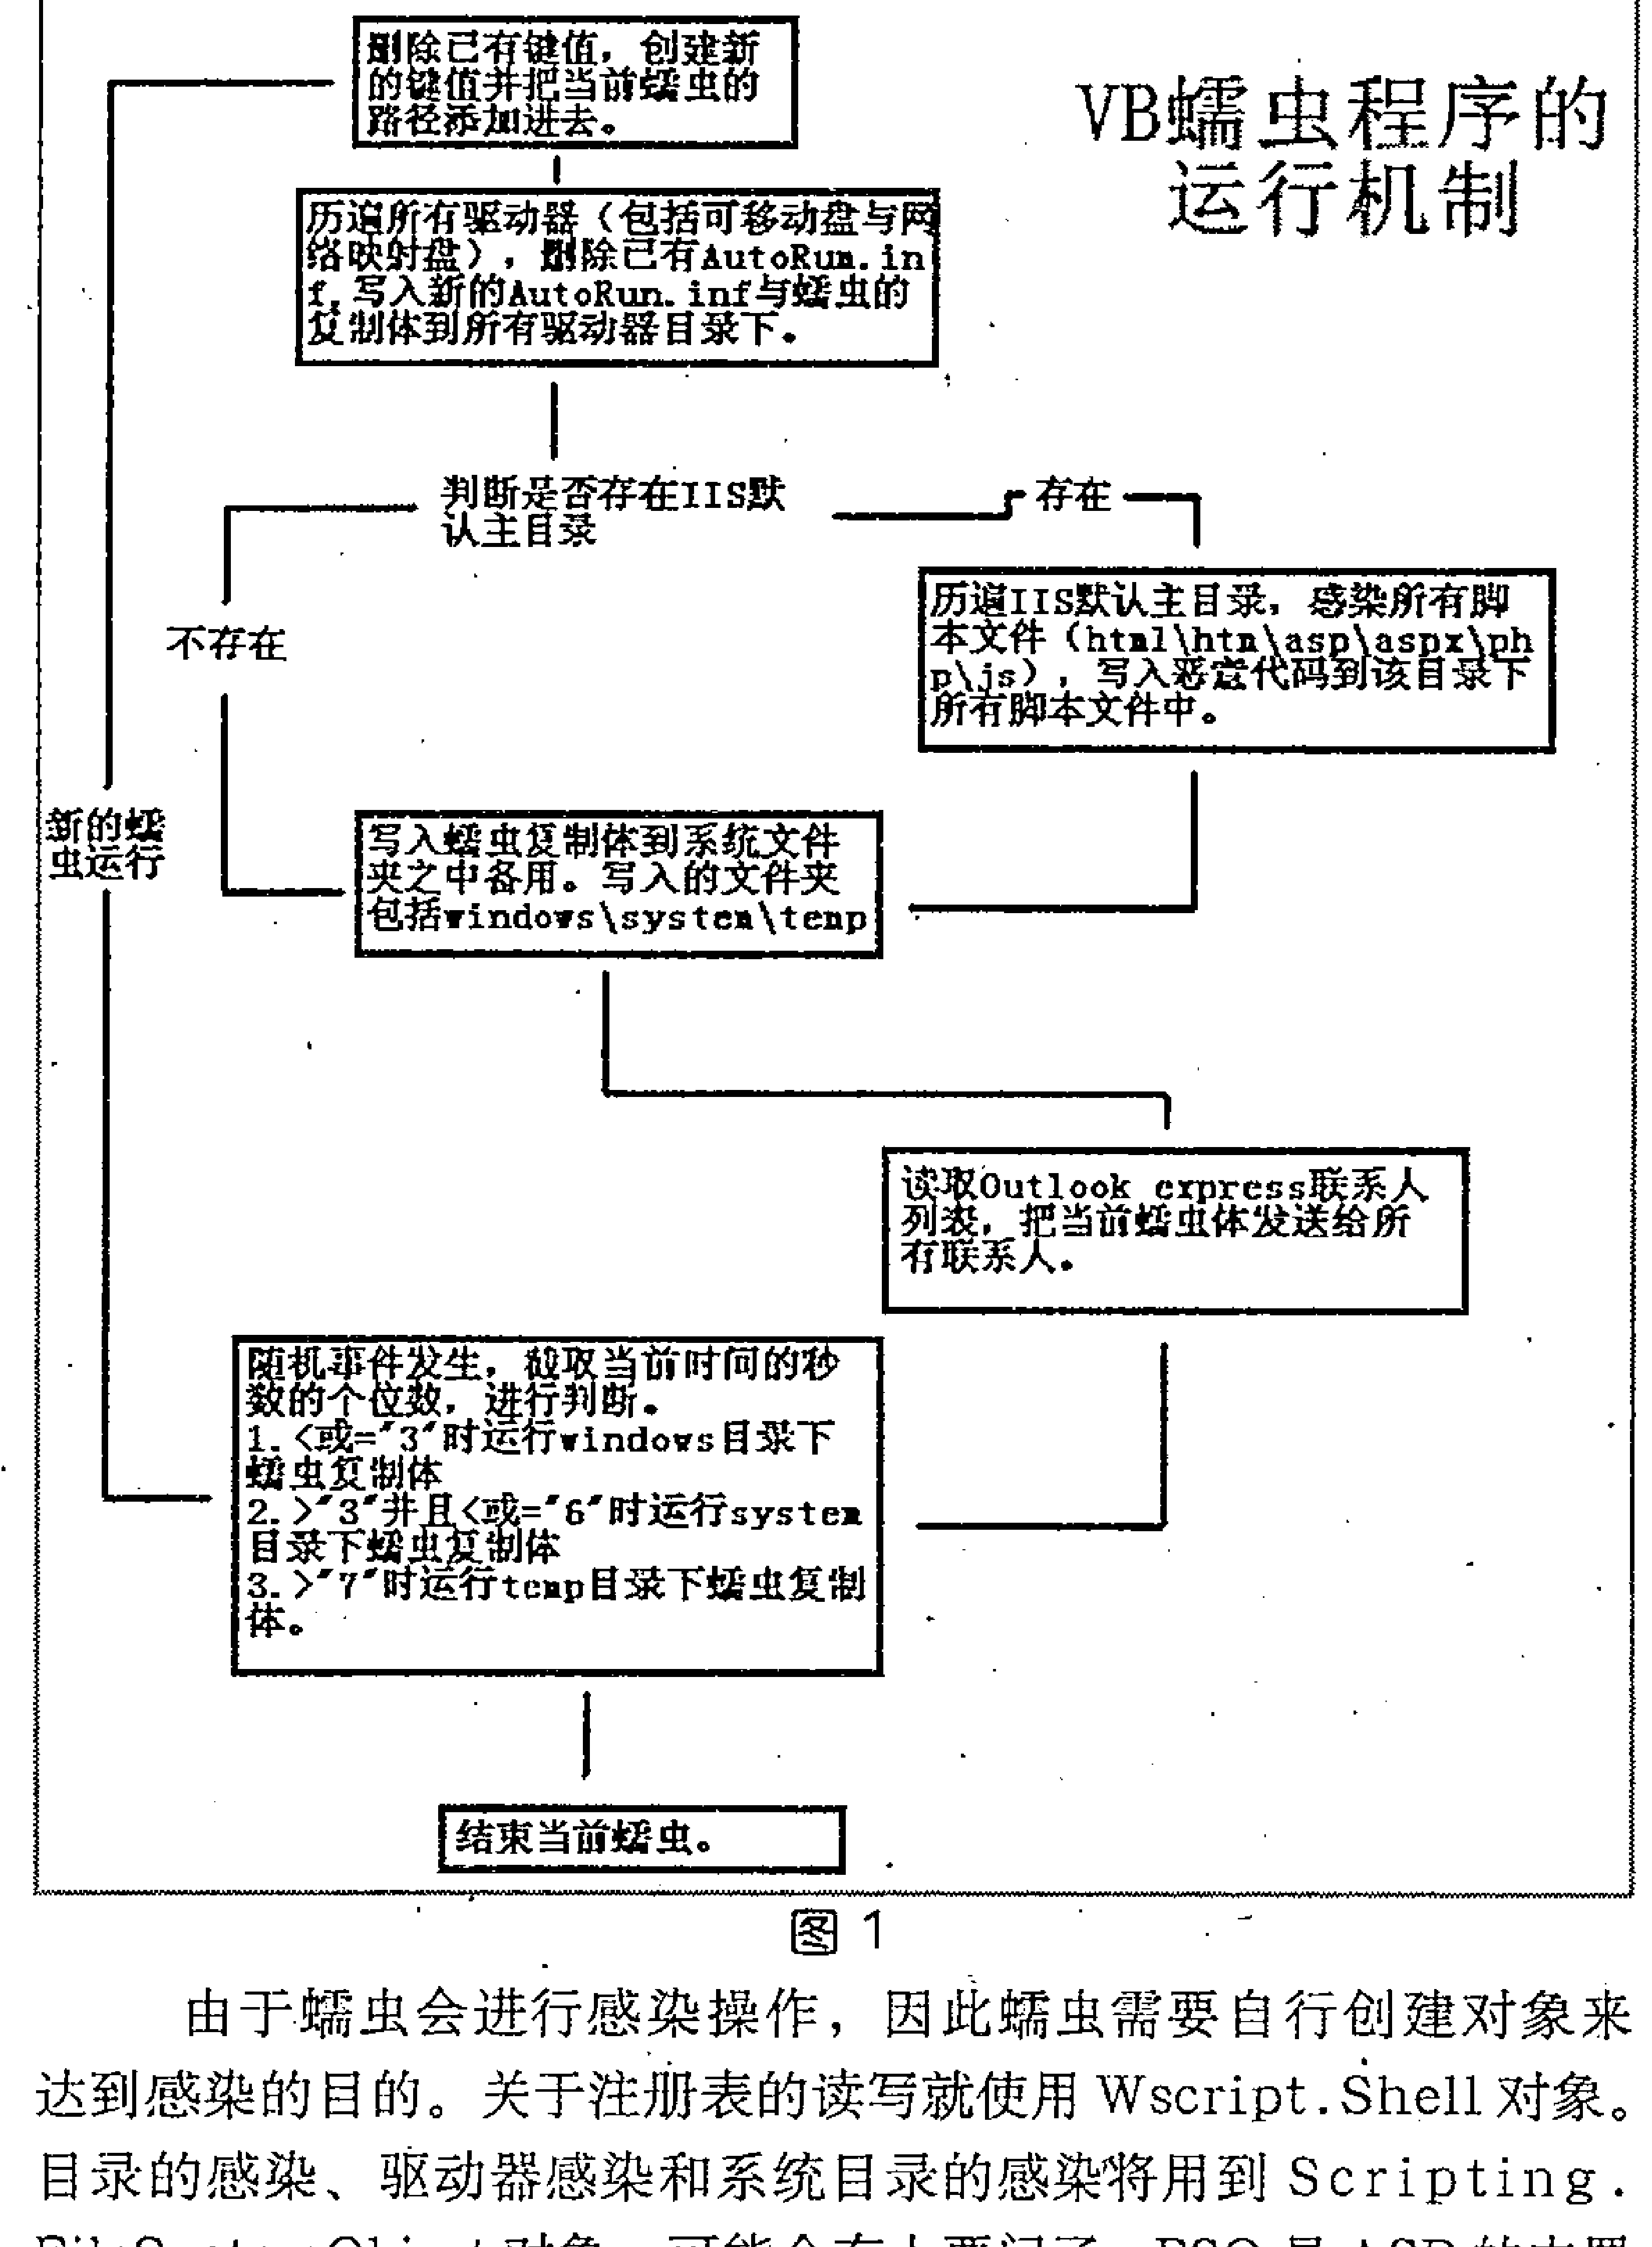 VB蠕虫程序的
运行机制
删除已有键值，创建新
的键值并把当前蠕虫的
路径添加进去。
历遍所有驱动器（包括可移动盘与网
络映射盘），删除已有AutoRun.in
f,写入新的AutoRun.inf与蠕虫的
复制体到所有驱动器目录下。
判断是否存在IIS默
认主目录
存在
不存在
历遍IIS默认主目录，感染所有脚
本文件（html\htm\asp\aspx\ph
p\js），写入恶意代码到该目录下
所有脚本文件中。
新的蠕
虫运行
写入蠕虫复制体到系统文件
夹之中备用。写入的文件夹
包括windows\system\temp
读取Outlook express联系人
列表，把当前蠕虫体发送给所
有联系人。
随机事件发生，截取当前时间的秒
数的个位数，进行判断。
1.<或="3"时运行windows目录下
蠕虫复制体
2.>"3"并且<或="6"时运行system
目录下蠕虫复制体
3.>"7"时运行temp目录下蠕虫复制
体。
结束当前蠕虫。
图 1
由于蠕虫会进行感染操作，因此蠕虫需要自行创建对象来
达到感染的目的。关于注册表的读写就使用 Wscript.Shell 对象。
目录的感染、驱动器感染和系统目录的感染将用到 Scripting.